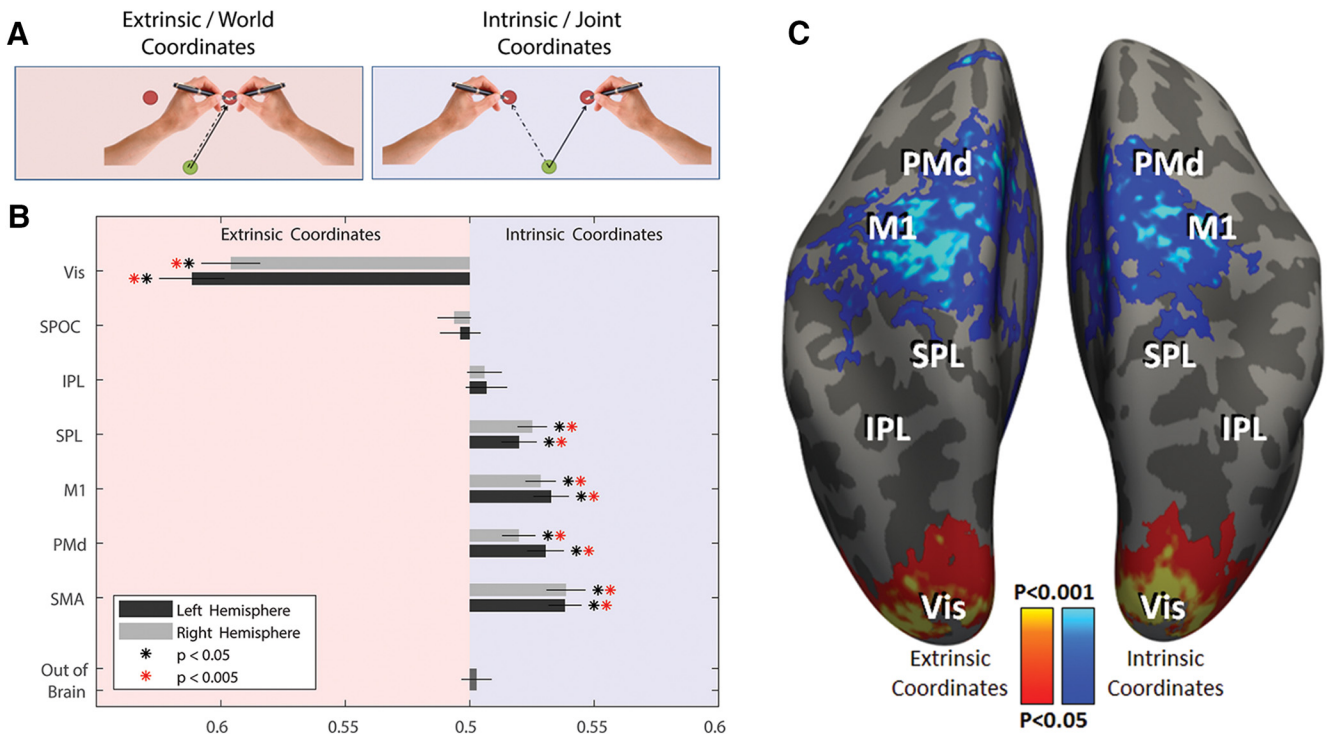 A
Extrinsic / World
Coordinates
Intrinsic / Joint
Coordinates
B
Extrinsic Coordinates
Intrinsic Coordinates
Vis
SPOC
IPL
SPL
M1
PMd
SMA
Out of
Brain
Left Hemisphere
Right Hemisphere
* p < 0.05
* p < 0.005
0.6
0.55
0.5
0.55
0.6
C
PMd
PMd
M1
M1
SPL
SPL
IPL
IPL
Vis
Vis
P<0.001
Extrinsic
Coordinates
Intrinsic
Coordinates
P<0.05